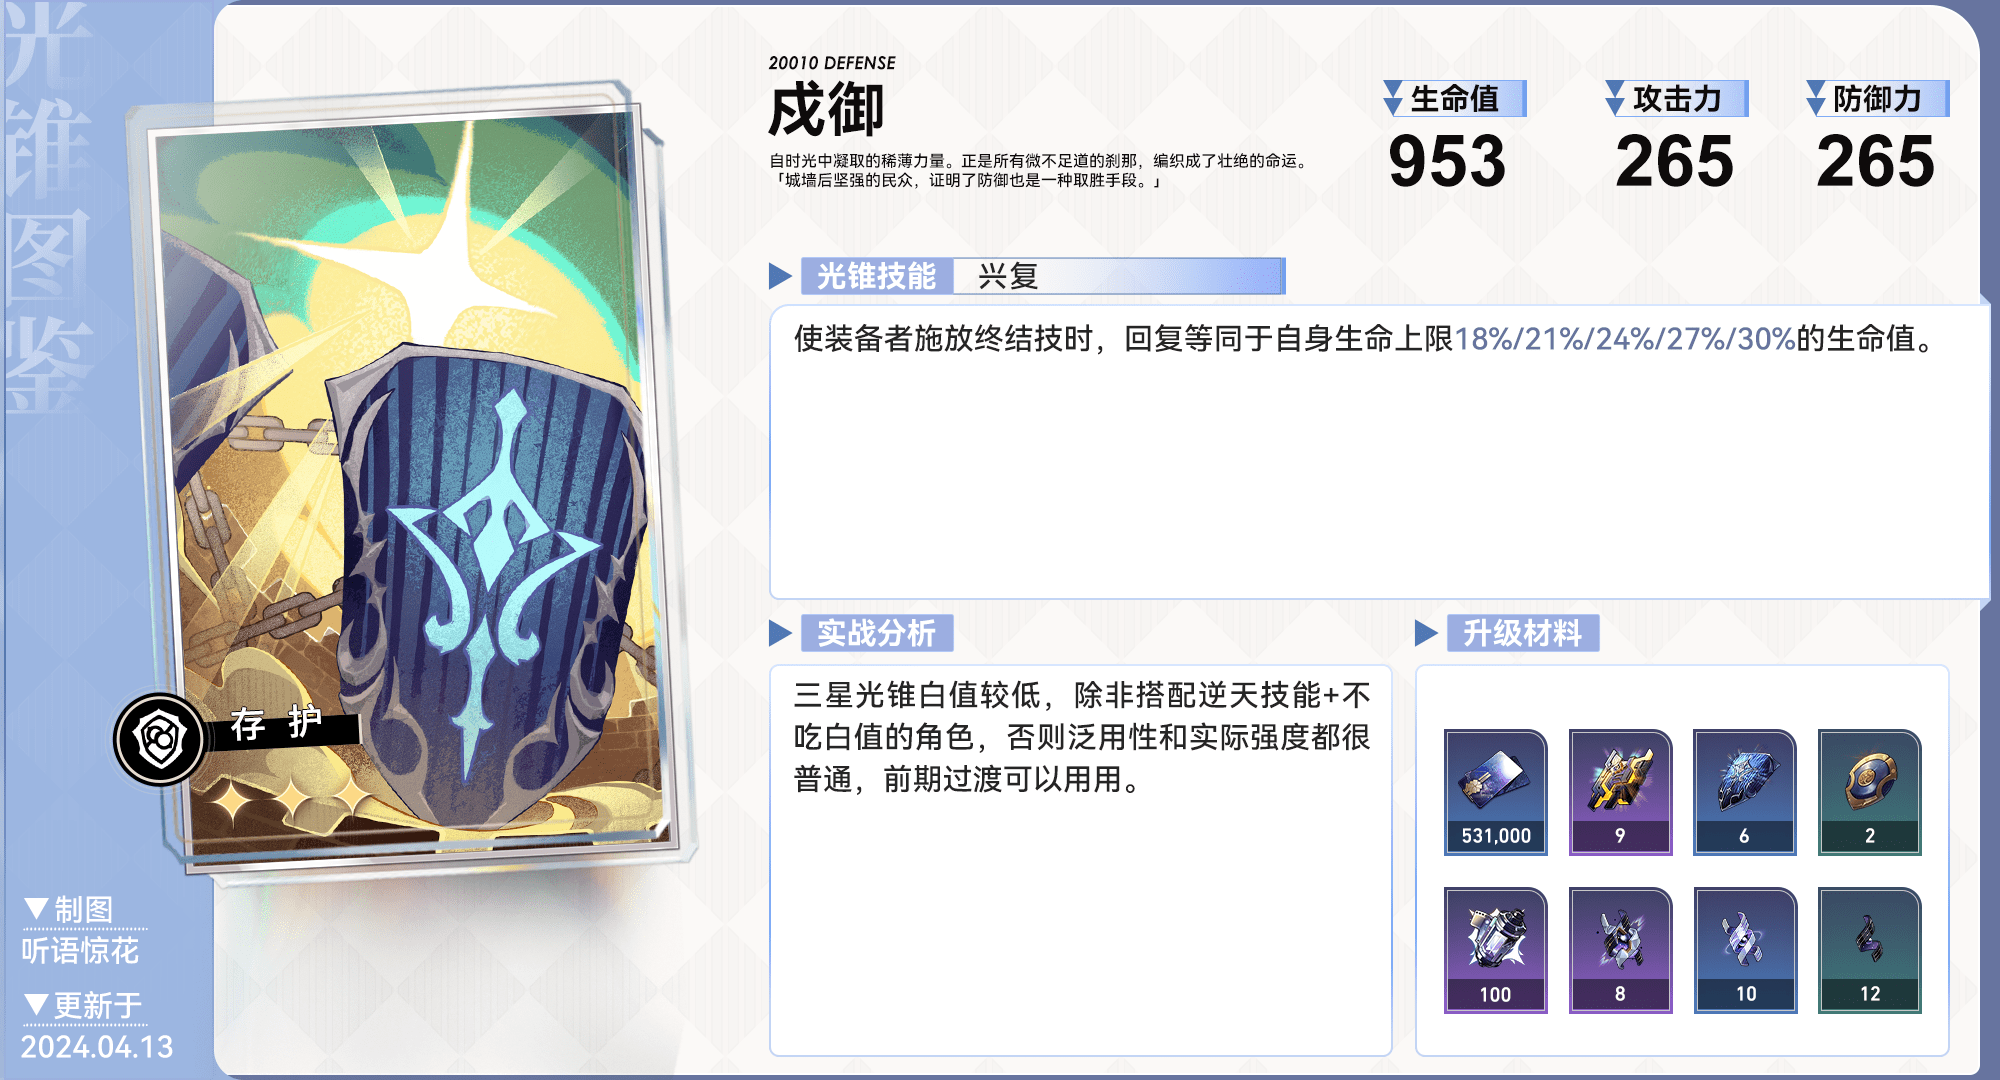 光锥图鉴
20010 DEFENSE
戍御
自时光中凝取的稀薄力量。正是所有微不足道的刹那，编织成了壮绝的命运。
「城墙后坚强的民众，证明了防御也是一种取胜手段。」
生命值
953
攻击力
265
防御力
265
光锥技能
兴复
使装备者施放终结技时，回复等同于自身生命上限18%/21%/24%/27%/30%的生命值。
存护
实战分析
三星光锥白值较低，除非搭配逆天技能+不
吃白值的角色，否则泛用性和实际强度都很
普通，前期过渡可以用用。
升级材料
531,000
9
6
2
100
8
10
12
制图
听语惊花
更新于
2024.04.13